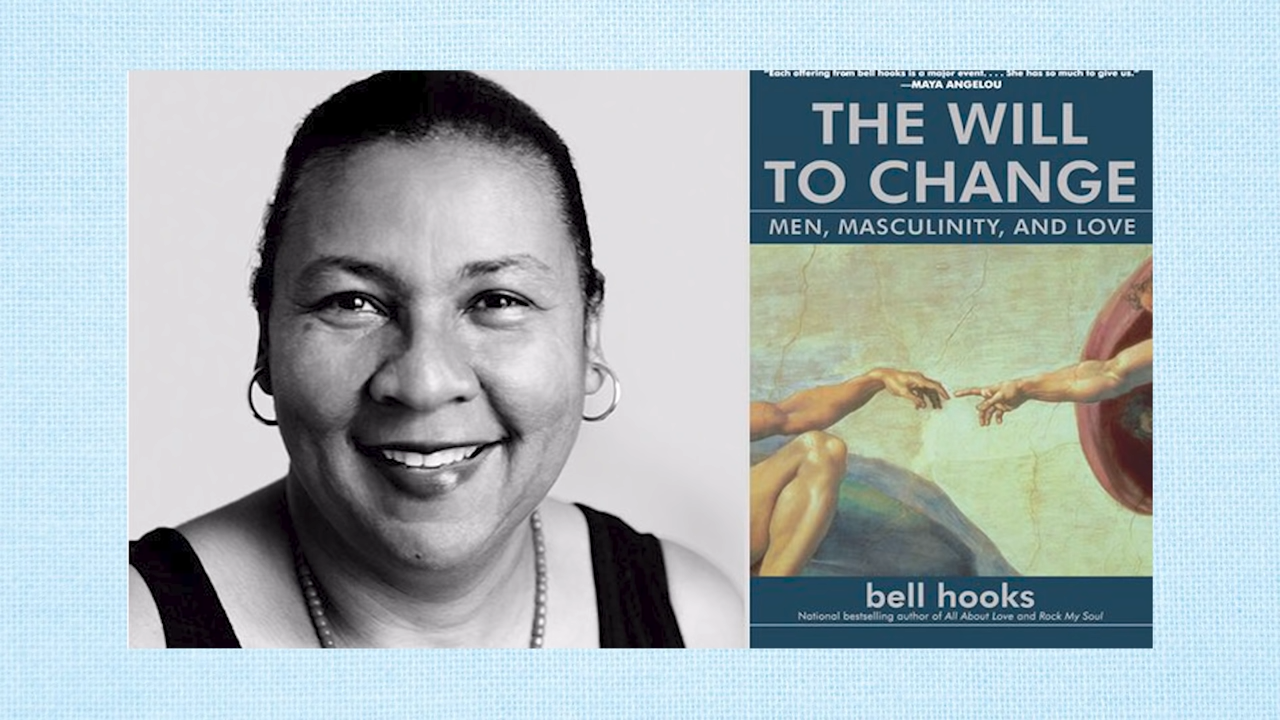 "Each offering from bell hooks is a major event. . . . She has so much to give us."
—MAYA ANGELOU
THE WILL
TO CHANGE
MEN, MASCULINITY, AND LOVE
bell hooks
National bestselling author of All About Love and Rock My Soul